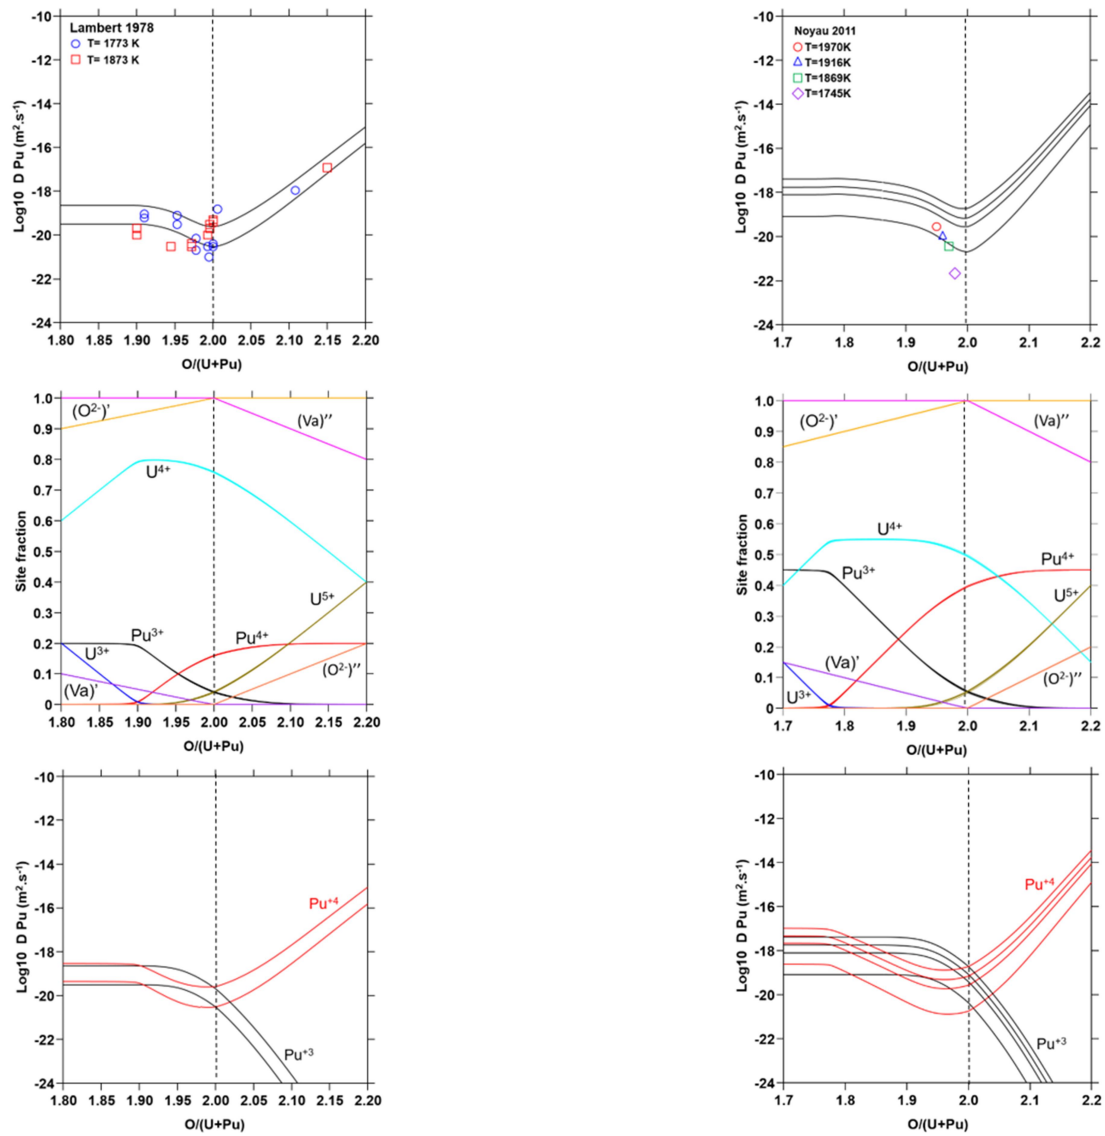 -10
-12
-14
-16
-18
-20
-22
-24
Log10 D Pu (m².s⁻¹)
Lambert 1978
T= 1773 K
T= 1873 K
1.80 1.85 1.90 1.95 2.00 2.05 2.10 2.15 2.20
O/(U+Pu)
-10
-12
-14
-16
-18
-20
-22
-24
Log10 D Pu (m².s⁻¹)
Noyau 2011
T=1970K
T=1916K
T=1869K
T=1745K
1.7 1.8 1.9 2.0 2.1 2.2
O/(U+Pu)
1.0
0.9
0.8
0.7
0.6
0.5
0.4
0.3
0.2
0.1
0
Site fraction
(O²⁻)'
(Va)''
U⁴⁺
U⁵⁺
Pu³⁺
Pu⁴⁺
U³⁺
(O²⁻)''
(Va)'
1.80 1.85 1.90 1.95 2.00 2.05 2.10 2.15 2.20
O/(U+Pu)
1.0
0.9
0.8
0.7
0.6
0.5
0.4
0.3
0.2
0.1
0
Site fraction
(O²⁻)'
(Va)''
U⁴⁺
Pu⁴⁺
Pu³⁺
U⁵⁺
(Va)'
(O²⁻)''
U³⁺
1.7 1.8 1.9 2.0 2.1 2.2
O/(U+Pu)
-10
-12
-14
-16
-18
-20
-22
-24
Log10 D Pu (m².s⁻¹)
Pu⁺⁴
Pu⁺³
1.80 1.85 1.90 1.95 2.00 2.05 2.10 2.15 2.20
O/(U+Pu)
-10
-12
-14
-16
-18
-20
-22
-24
Log10 D Pu (m².s⁻¹)
Pu⁺⁴
Pu⁺³
1.7 1.8 1.9 2.0 2.1 2.2
O/(U+Pu)